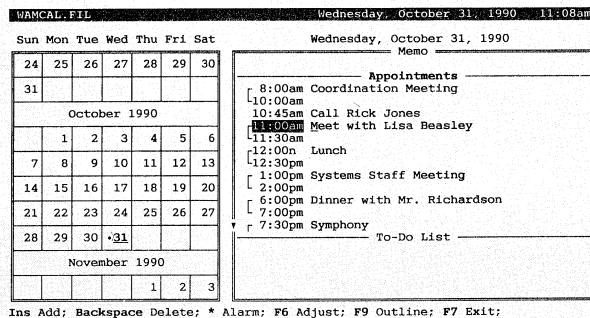 WAMCAL.FIL Wednesday, October 31, 1990 11:08am
Sun Mon Tue Wed Thu Fri Sat
24 25 26 27 28 29 30
31
October 1990
1 2 3 4 5 6
7 8 9 10 11 12 13
14 15 16 17 18 19 20
21 22 23 24 25 26 27
28 29 30 •31
November 1990
1 2 3
Wednesday, October 31, 1990
Memo
Appointments
8:00am Coordination Meeting
10:00am
10:45am Call Rick Jones
11:00am Meet with Lisa Beasley
11:30am
12:00n Lunch
12:30pm
1:00pm Systems Staff Meeting
2:00pm
6:00pm Dinner with Mr. Richardson
7:00pm
7:30pm Symphony
To-Do List
Ins Add; Backspace Delete; * Alarm; F6 Adjust; F9 Outline; F7 Exit;